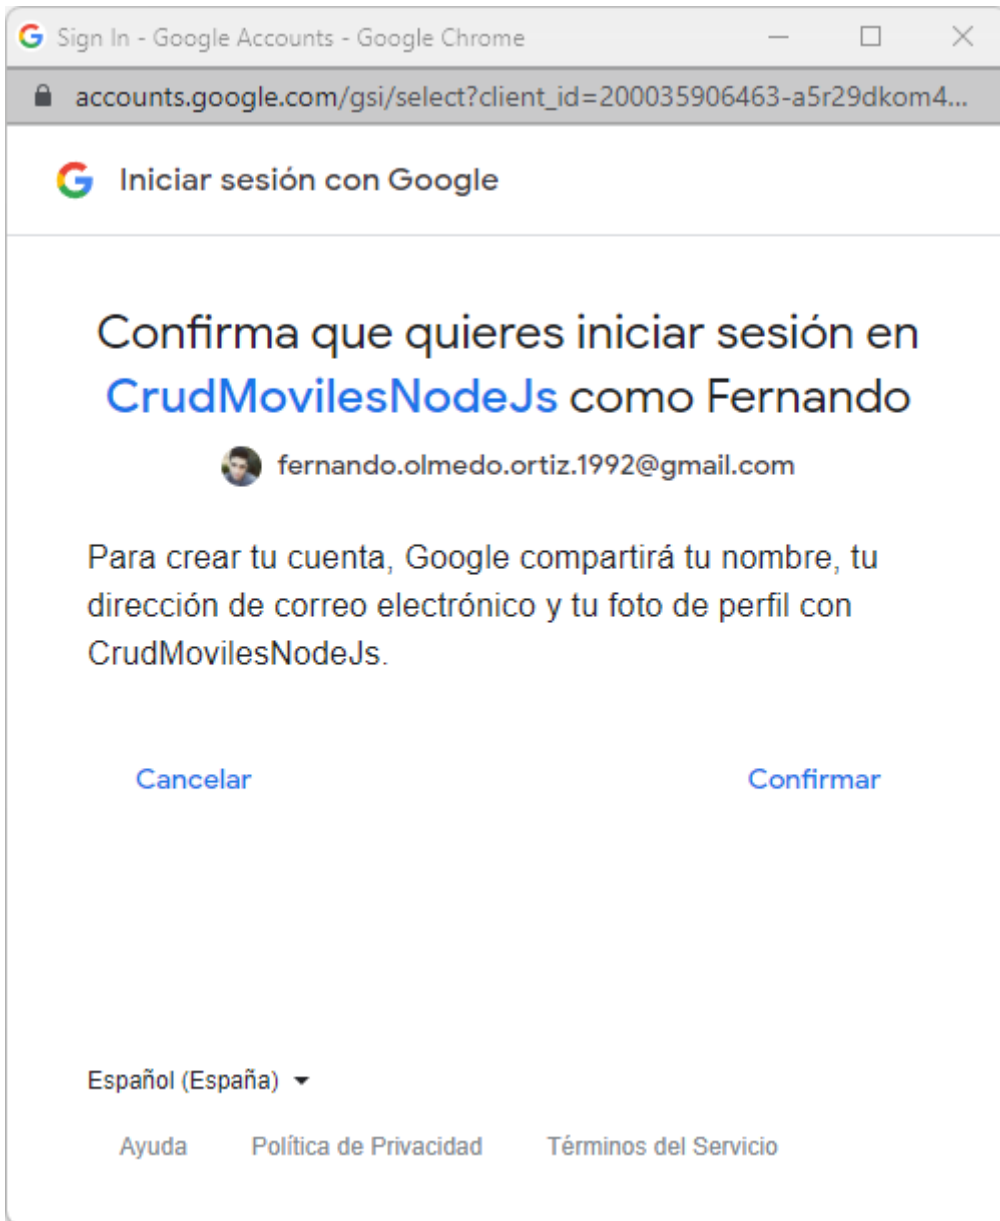 Sign In - Google Accounts - Google Chrome
accounts.google.com/gsi/select?client_id=200035906463-a5r29dkom4...
Iniciar sesión con Google
Confirma que quieres iniciar sesión en
CrudMovilesNodeJs como Fernando
fernando.olmedo.ortiz.1992@gmail.com
Para crear tu cuenta, Google compartirá tu nombre, tu
dirección de correo electrónico y tu foto de perfil con
CrudMovilesNodeJs.
Cancelar Confirmar
Español (España)
Ayuda Política de Privacidad Términos del Servicio